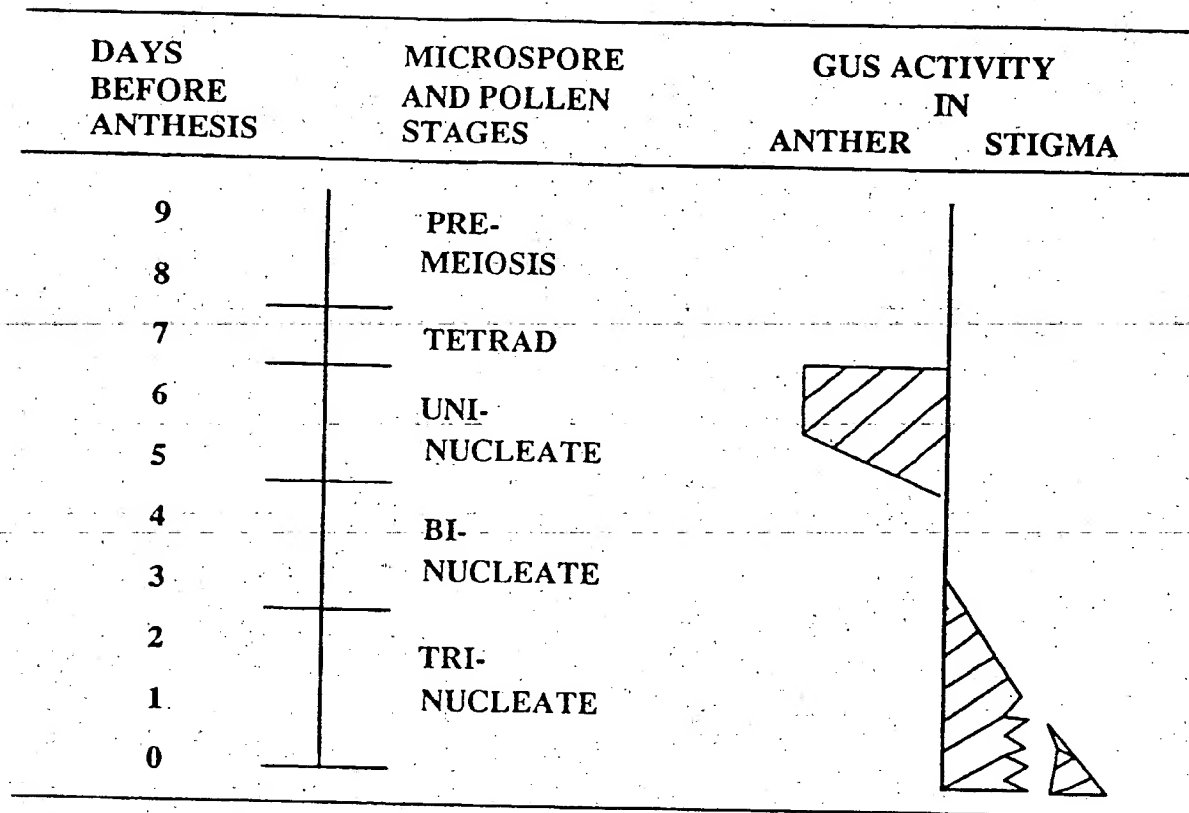 DAYS
BEFORE
ANTHESIS
MICROSPORE
AND POLLEN
STAGES
GUS ACTIVITY
IN
ANTHER STIGMA
9
8
7
6
5
4
3
2
1
0
PRE-
MEIOSIS
TETRAD
UNI-
NUCLEATE
BI-
NUCLEATE
TRI-
NUCLEATE